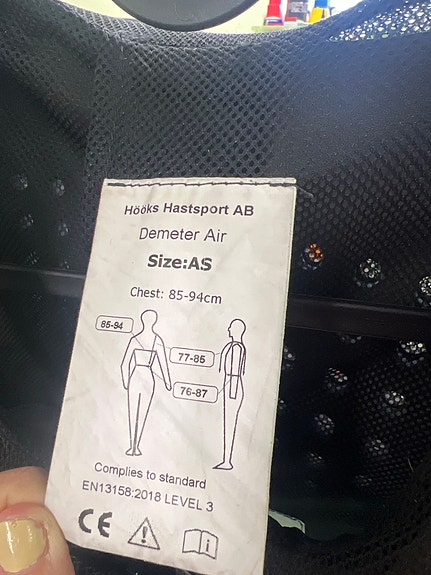 Hööks Hastsport AB
Demeter Air
Size:AS
Chest: 85-94cm
85-94
77-85
76-87
Complies to standard
EN13158:2018 LEVEL 3
CE